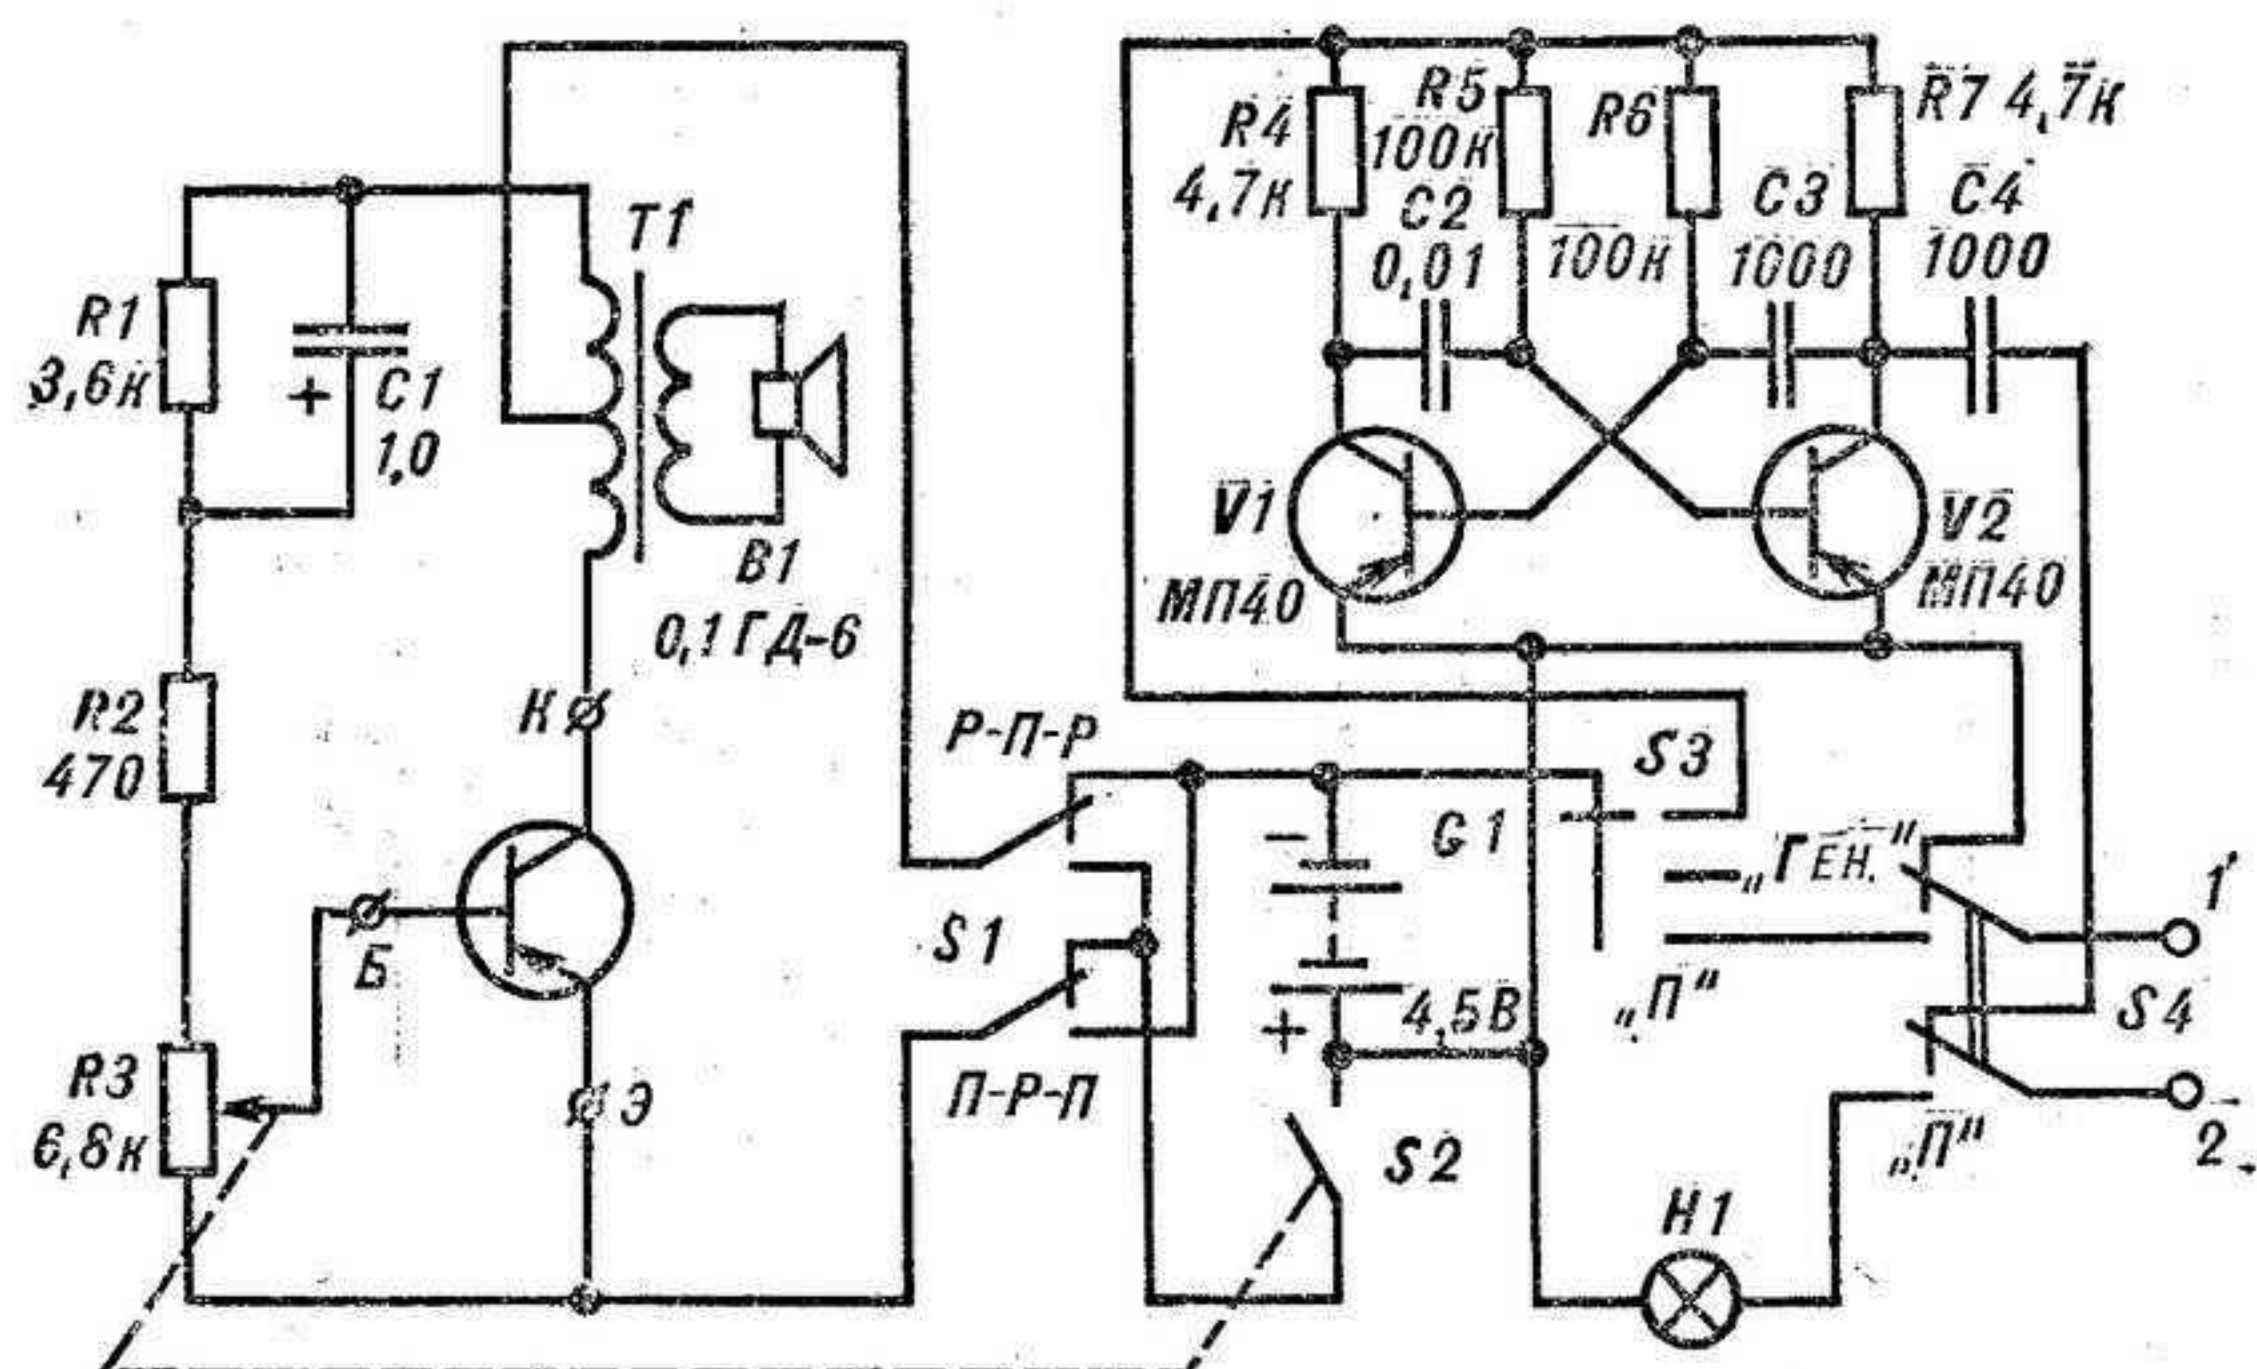 R1
3,6к
C1
1,0
+
T1
B1
0,1 ГД-6
R2
470
R3
6,8к
К
Б
Э
Р-П-Р
S1
П-Р-П
R4
4,7к
R5
100к
C2
0,01
R6
100к
C3
1000
R7 4,7к
C4
1000
V1
МП40
V2
МП40
S3
G1
-
+
4,5В
„ГЕН."
„П"
S2
S4
„П"
H1
1
2